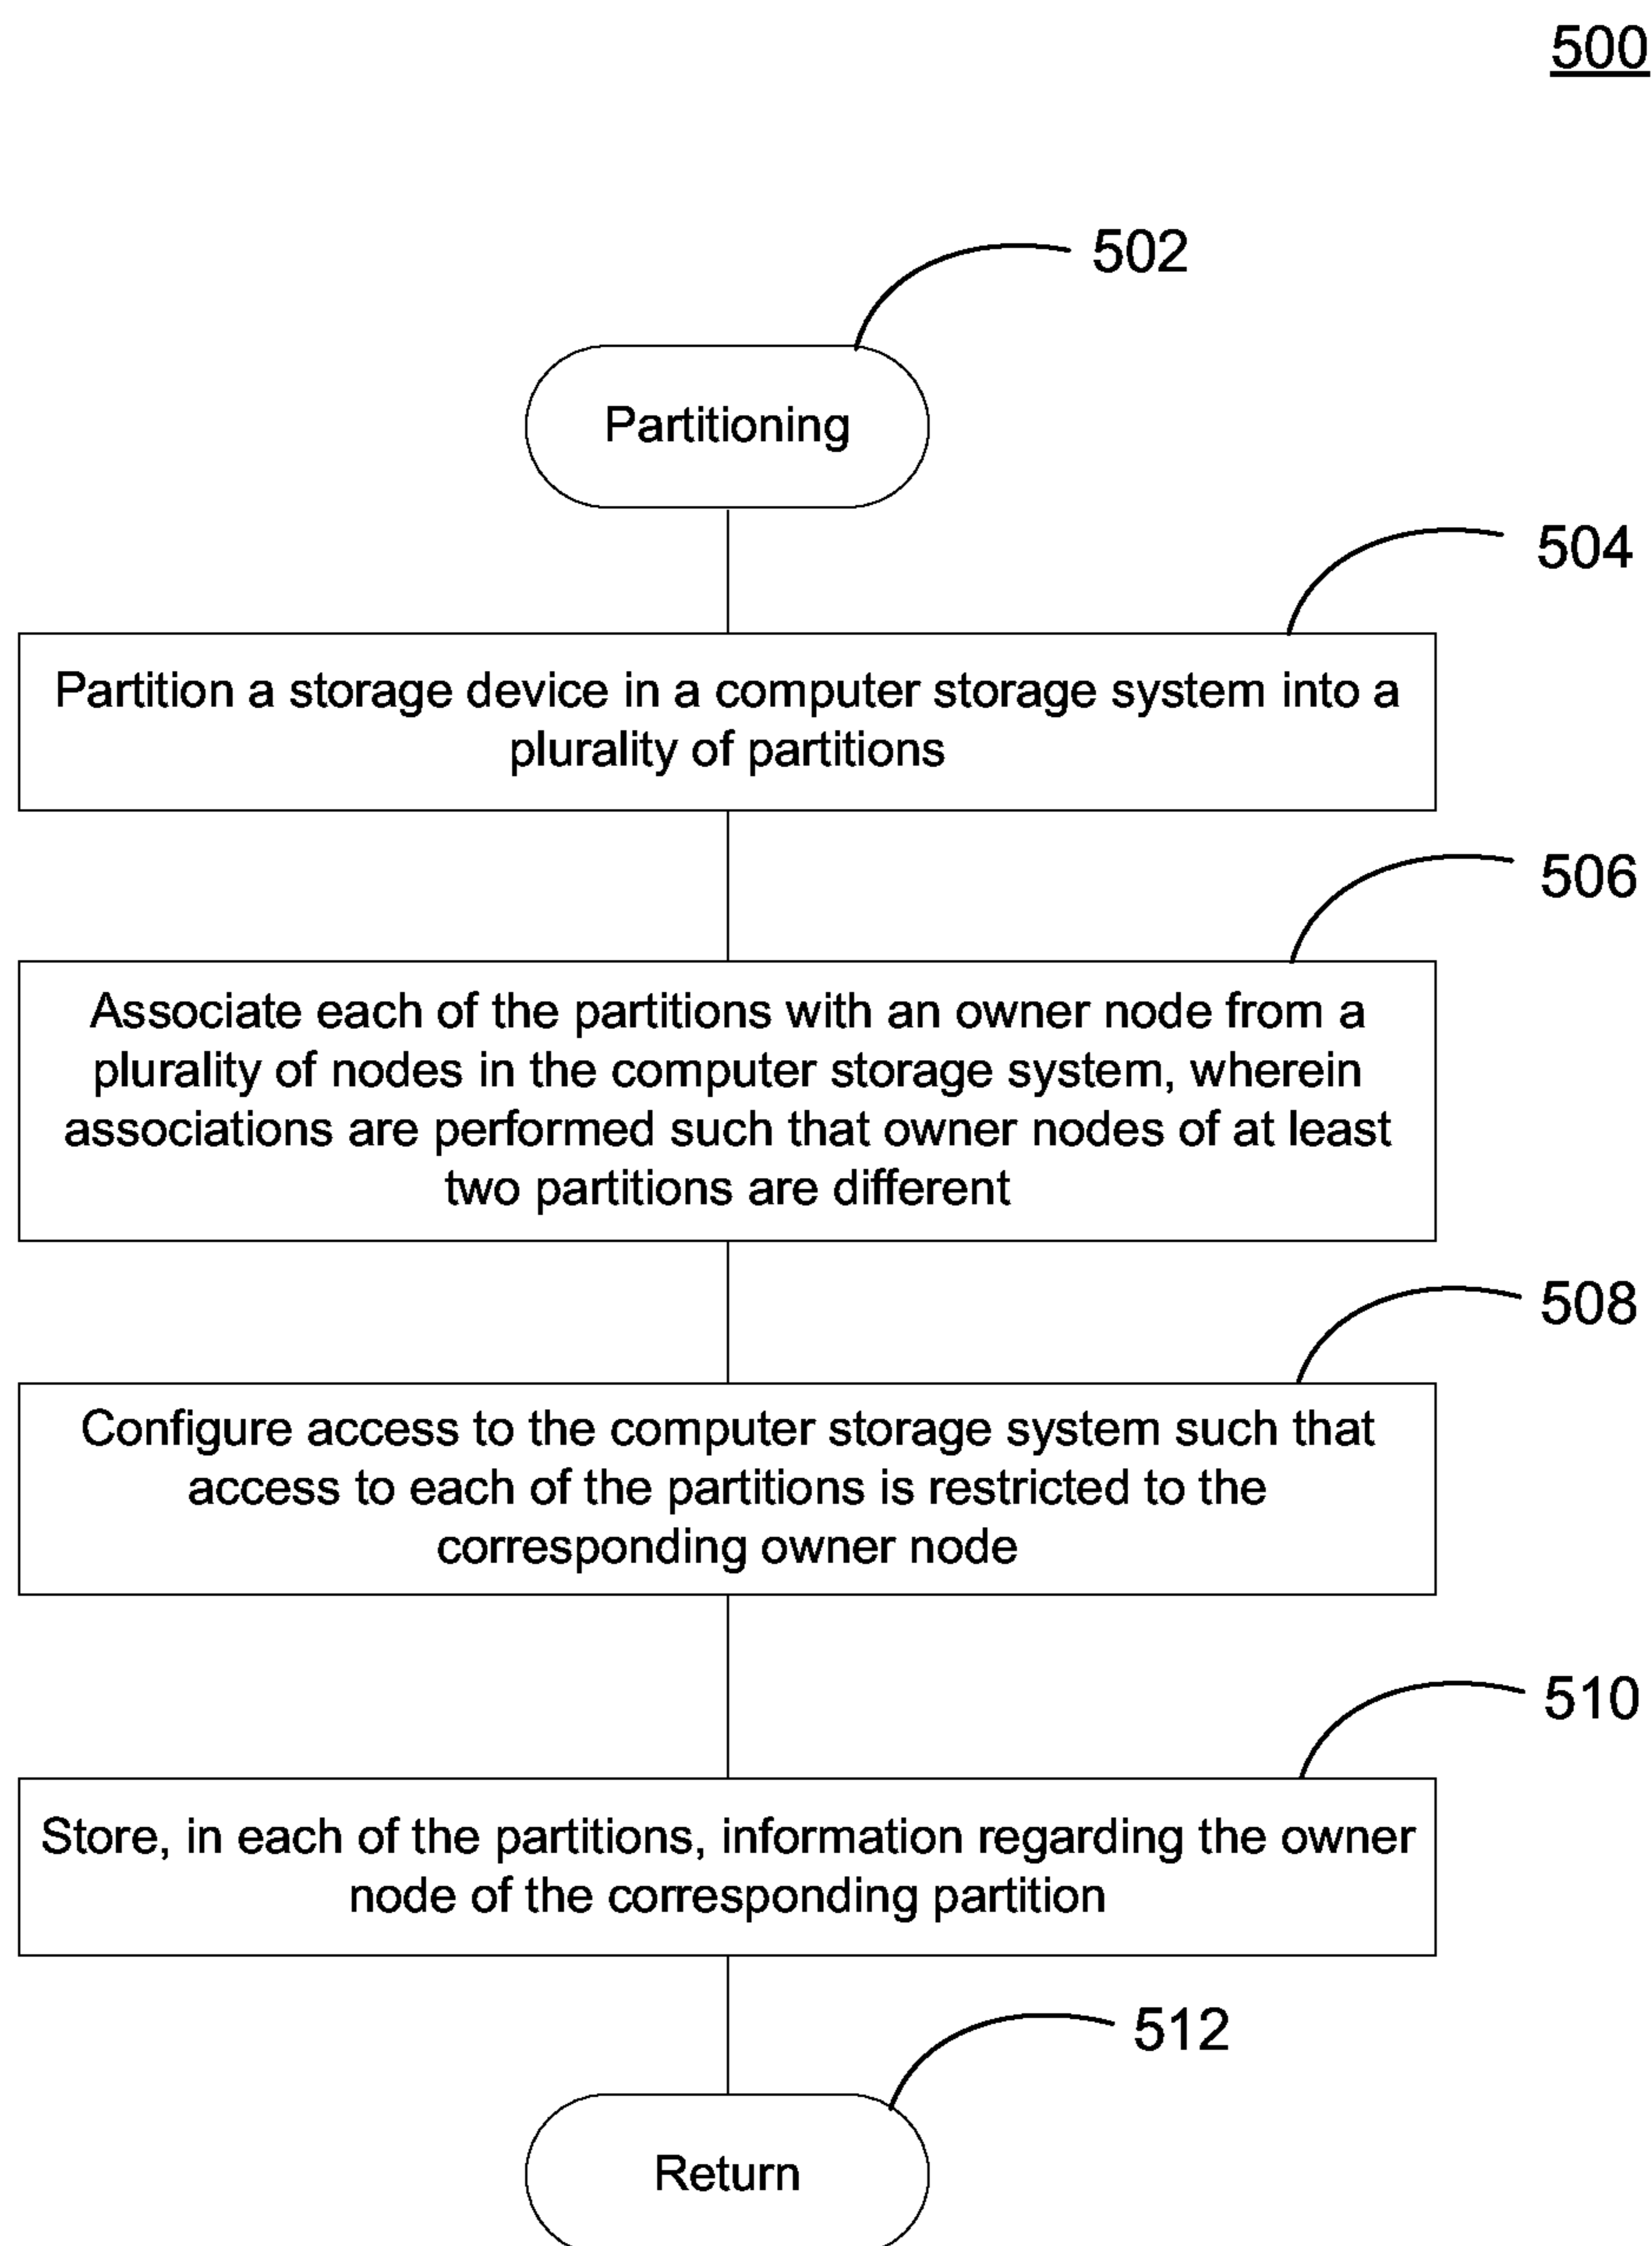 500
502
Partitioning
504
Partition a storage device in a computer storage system into a
plurality of partitions
506
Associate each of the partitions with an owner node from a
plurality of nodes in the computer storage system, wherein
associations are performed such that owner nodes of at least
two partitions are different
508
Configure access to the computer storage system such that
access to each of the partitions is restricted to the
corresponding owner node
510
Store, in each of the partitions, information regarding the owner
node of the corresponding partition
512
Return